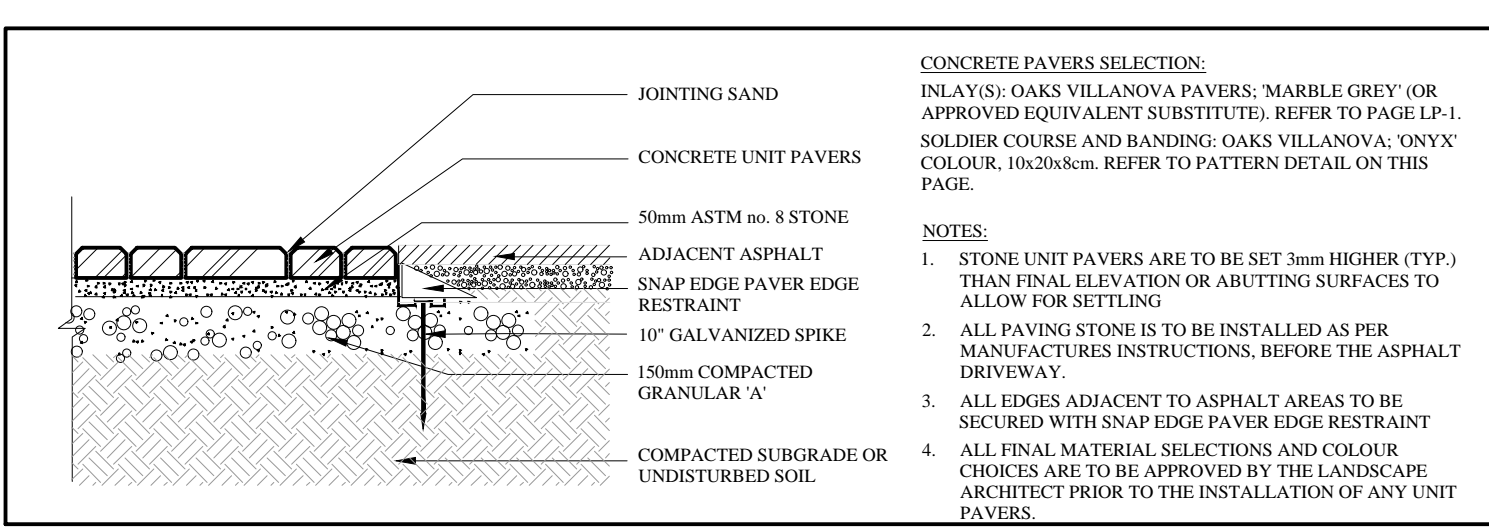 JOINTING SAND
CONCRETE UNIT PAVERS
50mm ASTM no. 8 STONE
ADJACENT ASPHALT
SNAP EDGE PAVER EDGE
RESTRAINT
10" GALVANIZED SPIKE
150mm COMPACTED
GRANULAR 'A'
COMPACTED SUBGRADE OR
UNDISTURBED SOIL
CONCRETE PAVERS SELECTION:
INLAY(S): OAKS VILLANOVA PAVERS; 'MARBLE GREY' (OR
APPROVED EQUIVALENT SUBSTITUTE). REFER TO PAGE LP-1.
SOLDIER COURSE AND BANDING: OAKS VILLANOVA; 'ONYX'
COLOUR, 10x20x8cm. REFER TO PATTERN DETAIL ON THIS
PAGE.
NOTES:
1. STONE UNIT PAVERS ARE TO BE SET 3mm HIGHER (TYP.)
THAN FINAL ELEVATION OR ABUTTING SURFACES TO
ALLOW FOR SETTLING
2. ALL PAVING STONE IS TO BE INSTALLED AS PER
MANUFACTURES INSTRUCTIONS, BEFORE THE ASPHALT
DRIVEWAY.
3. ALL EDGES ADJACENT TO ASPHALT AREAS TO BE
SECURED WITH SNAP EDGE PAVER EDGE RESTRAINT
4. ALL FINAL MATERIAL SELECTIONS AND COLOUR
CHOICES ARE TO BE APPROVED BY THE LANDSCAPE
ARCHITECT PRIOR TO THE INSTALLATION OF ANY UNIT
PAVERS.